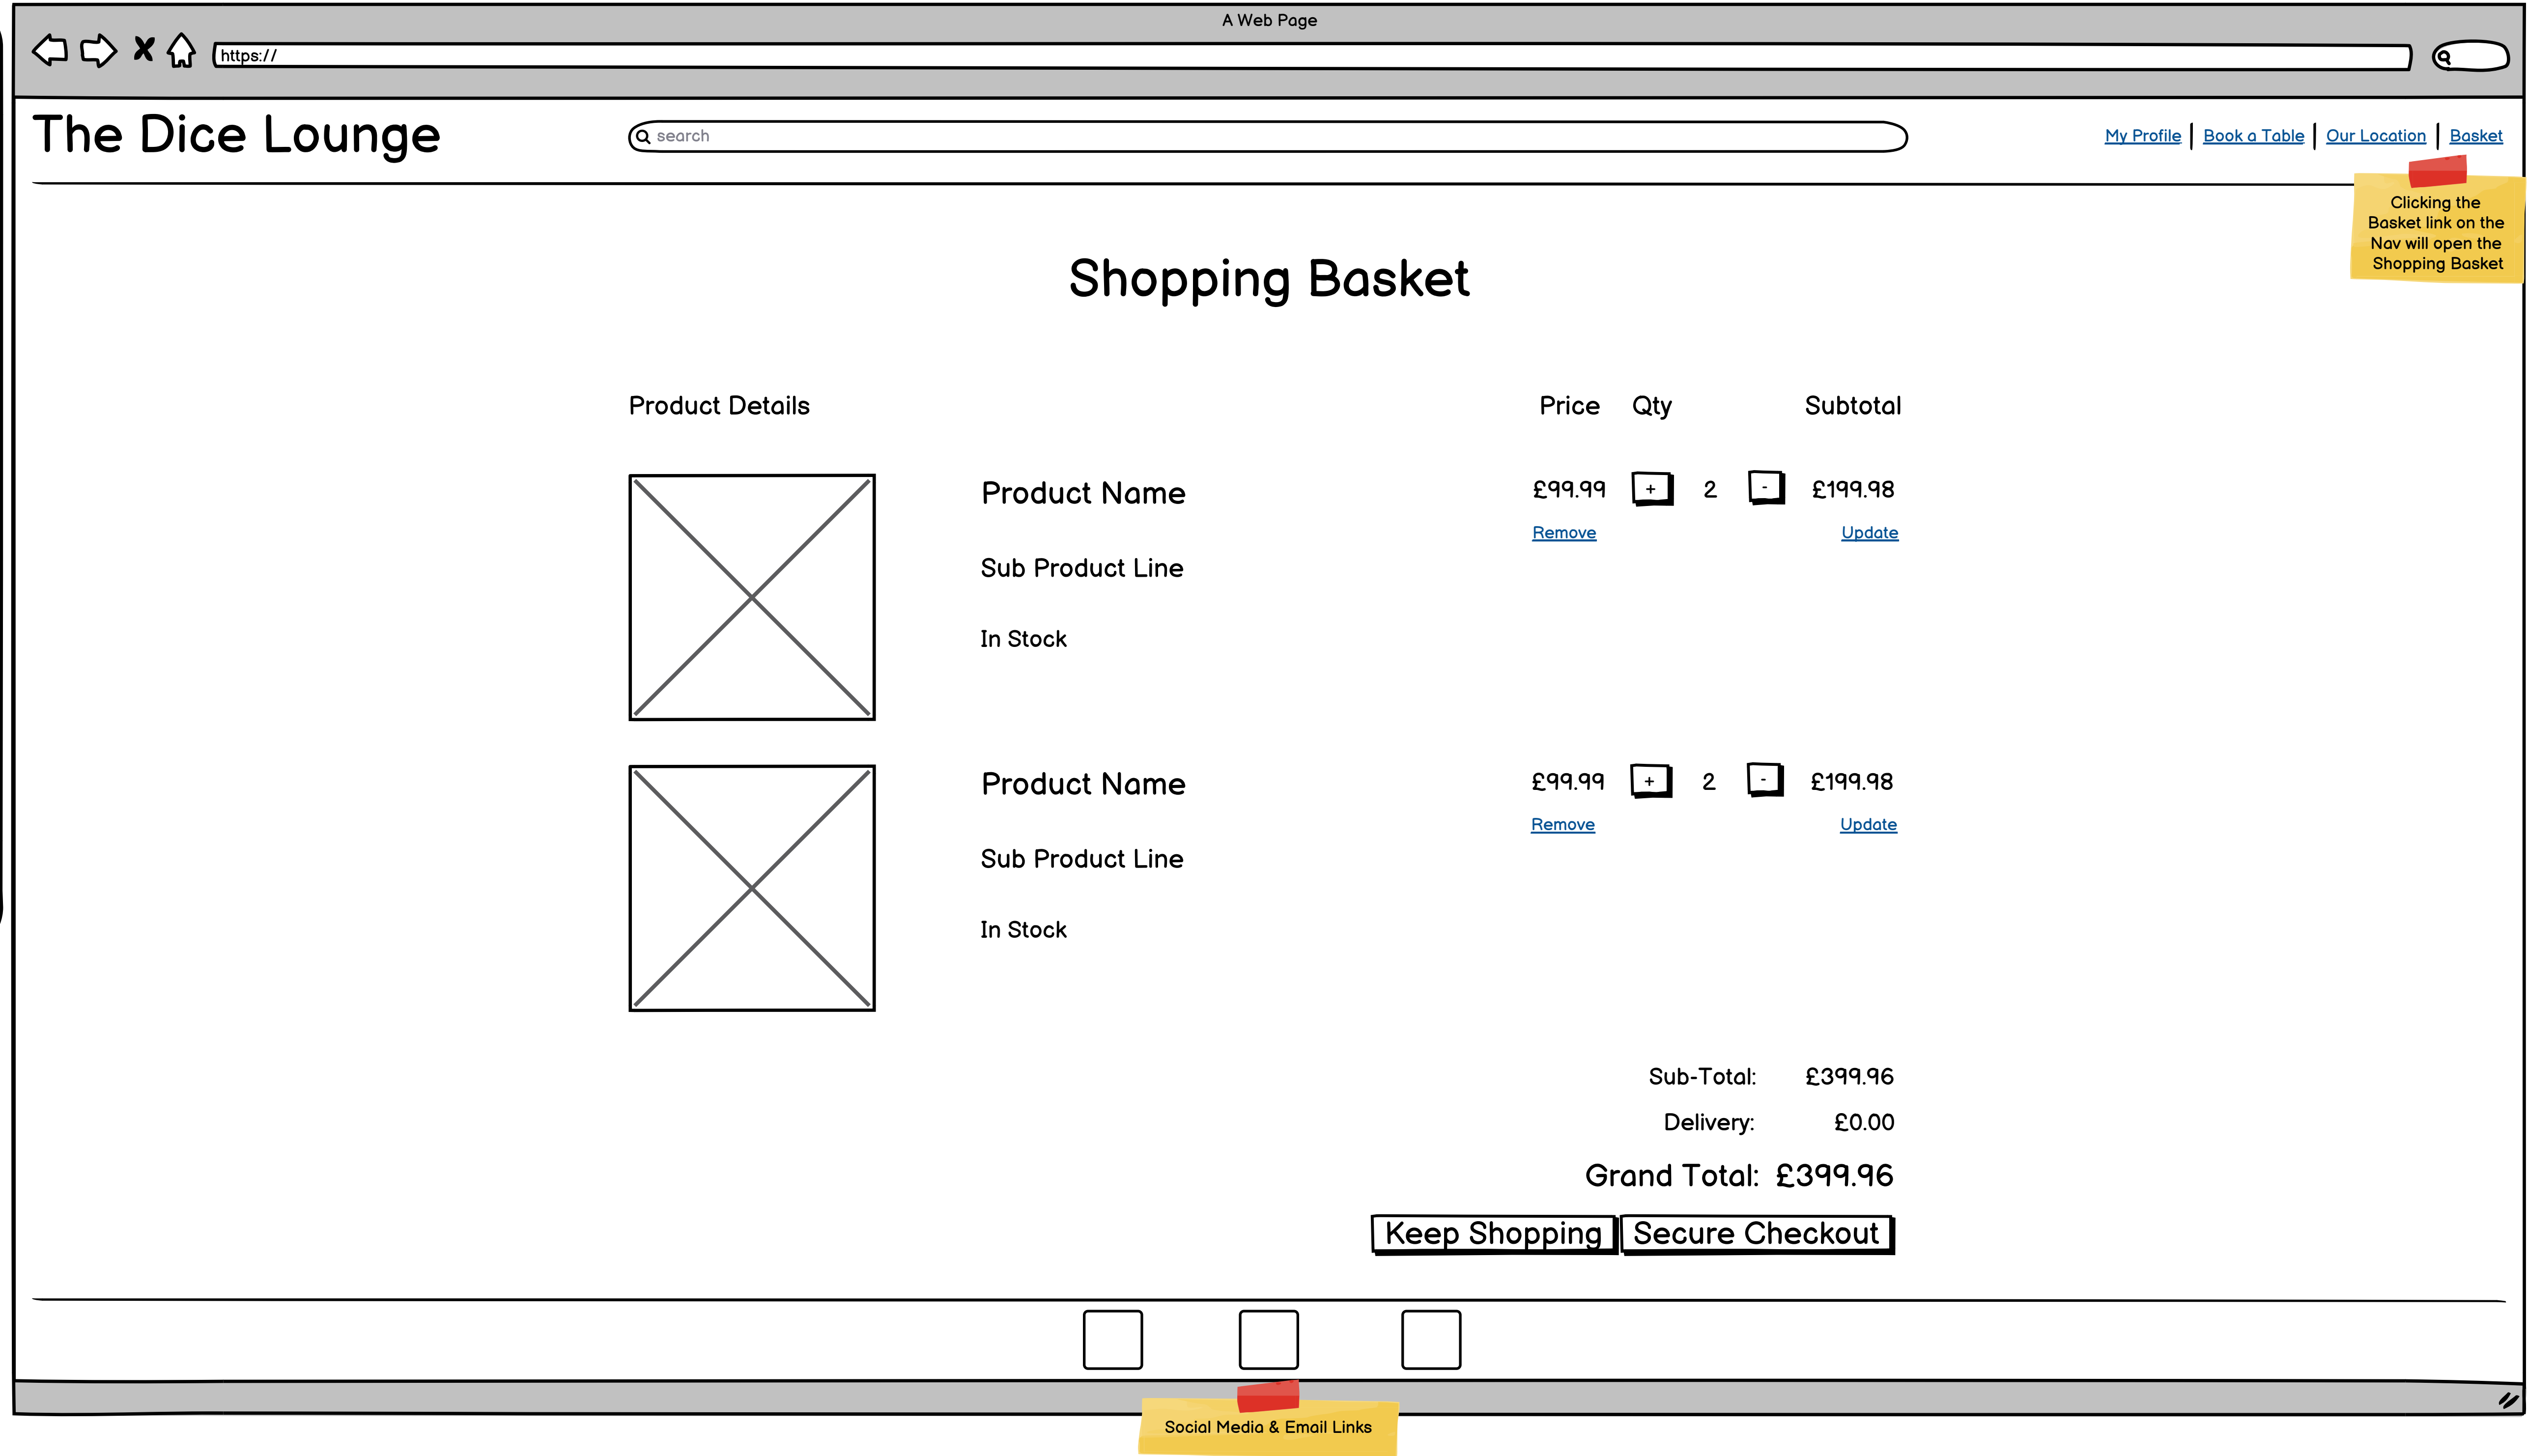 A Web Page
https://
The Dice Lounge
search
My Profile | Book a Table | Our Location | Basket
Clicking the
Basket link on the
Nav will open the
Shopping Basket
Shopping Basket
Product Details Price Qty Subtotal
Product Name £99.99 + 2 - £199.98
Remove Update
Sub Product Line
In Stock
Product Name £99.99 + 2 - £199.98
Remove Update
Sub Product Line
In Stock
Sub-Total: £399.96
Delivery: £0.00
Grand Total: £399.96
Keep Shopping Secure Checkout
Social Media & Email Links